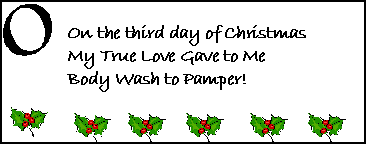 O On the third day of Christmas
My True Love Gave to Me
Body Wash to Pamper!